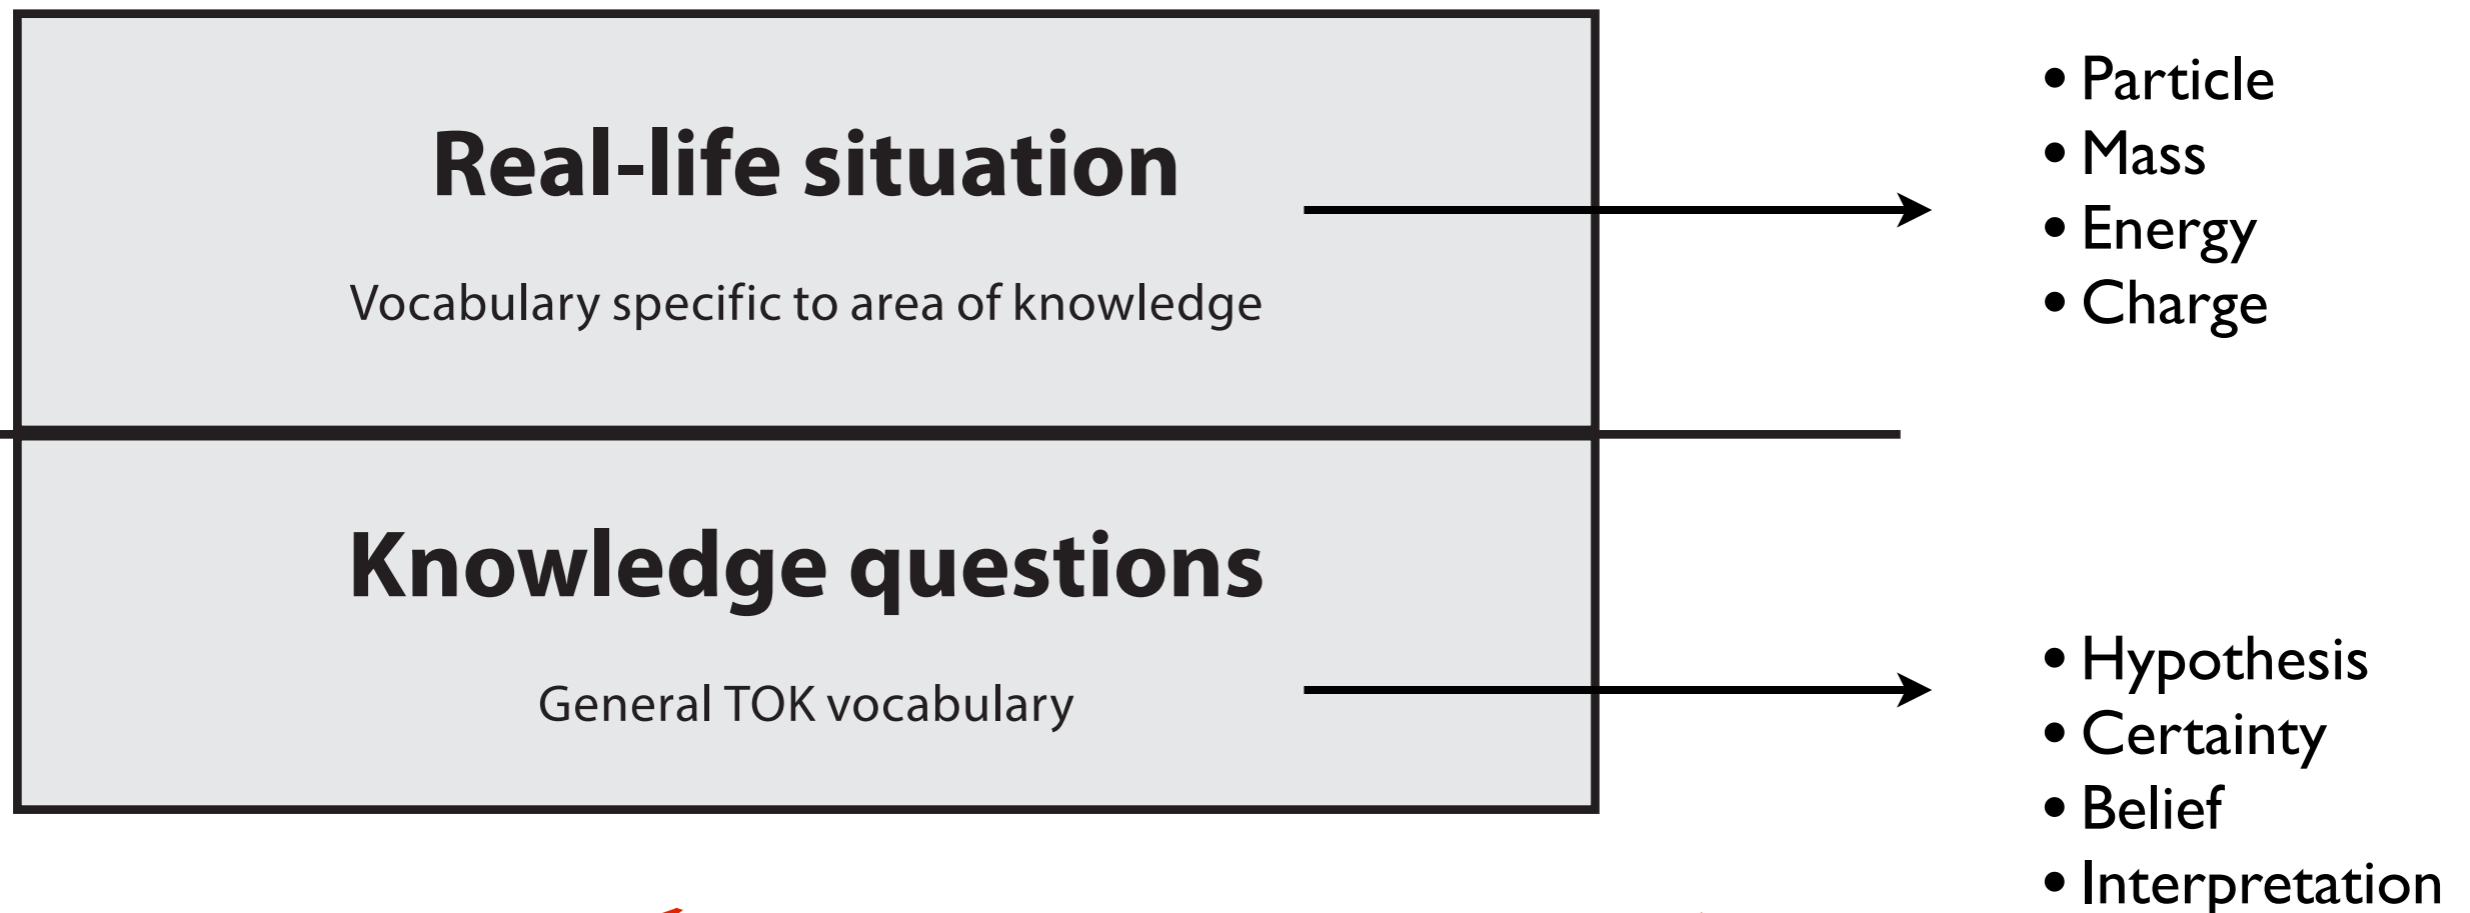 Real-life situation
Vocabulary specific to area of knowledge
• Particle
• Mass
• Energy
• Charge
Knowledge questions
General TOK vocabulary
• Hypothesis
• Certainty
• Belief
• Interpretation